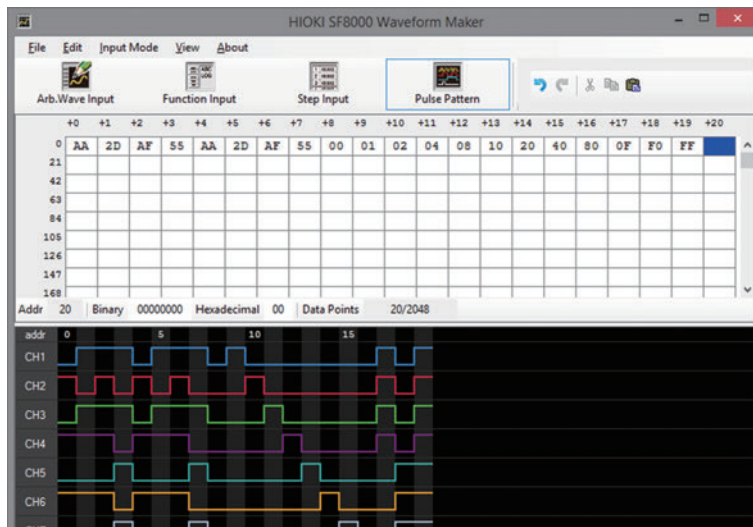 HIOKI SF8000 Waveform Maker
File Edit Input Mode View About
Arb.Wave Input Function Input Step Input Pulse Pattern
+0 +1 +2 +3 +4 +5 +6 +7 +8 +9 +10 +11 +12 +13 +14 +15 +16 +17 +18 +19 +20
0 AA 2D AF 55 AA 2D AF 55 00 01 02 04 08 10 20 40 80 0F F0 FF
21
42
63
84
105
126
147
168
Addr 20 Binary 00000000 Hexadecimal 00 Data Points 20/2048
addr 0 5 10 15
CH1
CH2
CH3
CH4
CH5
CH6